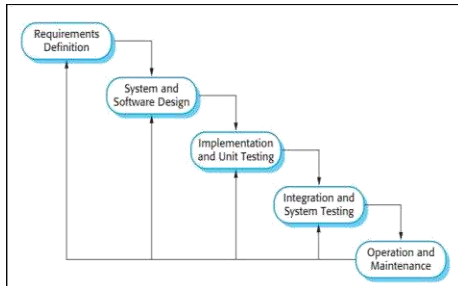 Requirements
Definition
System and
Software Design
Implementation
and Unit Testing
Integration and
System Testing
Operation and
Maintenance